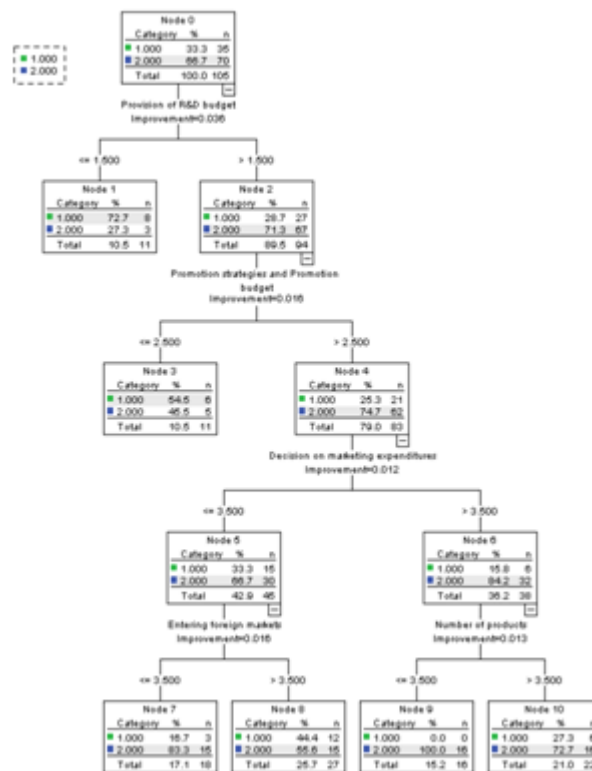 1.000
2.000
Node 0
Category % n
1.000 33.3 35
2.000 66.7 70
Total 100.0 105
Provision of R&D budget
Improvement=0.036
<= 1.500
> 1.500
Node 1
Category % n
1.000 72.7 8
2.000 27.3 3
Total 10.5 11
Node 2
Category % n
1.000 28.7 27
2.000 71.3 67
Total 89.5 94
Promotion strategies and Promotion
budget
Improvement=0.016
<= 2.500
> 2.500
Node 3
Category % n
1.000 54.5 6
2.000 45.5 5
Total 10.5 11
Node 4
Category % n
1.000 25.3 21
2.000 74.7 62
Total 79.0 83
Decision on marketing expenditures
Improvement=0.012
<= 3.500
> 3.500
Node 5
Category % n
1.000 33.3 15
2.000 66.7 30
Total 42.9 45
Node 6
Category % n
1.000 15.8 6
2.000 84.2 32
Total 36.2 38
Entering foreign markets
Improvement=0.016
Number of products
Improvement=0.013
<= 3.500
> 3.500
<= 3.500
> 3.500
Node 7
Category % n
1.000 16.7 3
2.000 83.3 15
Total 17.1 18
Node 8
Category % n
1.000 44.4 12
2.000 55.6 15
Total 25.7 27
Node 9
Category % n
1.000 0.0 0
2.000 100.0 16
Total 15.2 16
Node 10
Category % n
1.000 27.3
2.000 72.7
Total 21.0